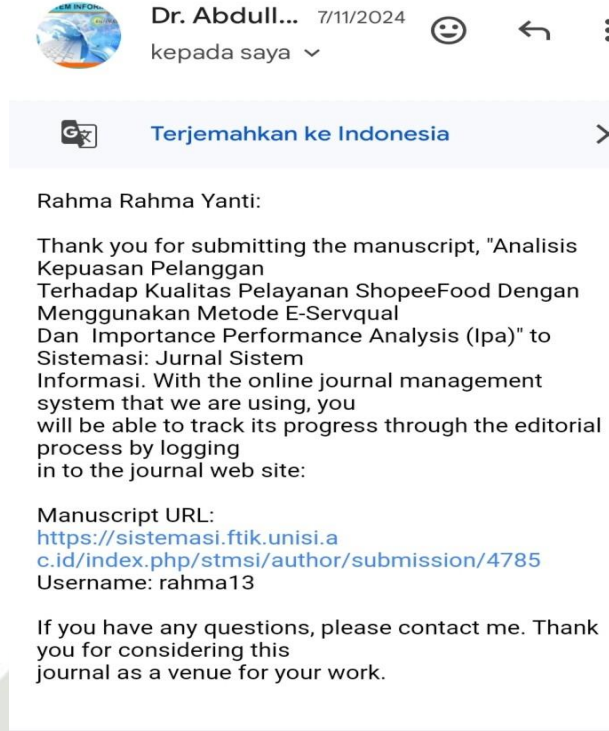 EM INFOR
Dr. Abdull... 7/11/2024
kepada saya
Terjemahkan ke Indonesia
Rahma Rahma Yanti:
Thank you for submitting the manuscript, "Analisis
Kepuasan Pelanggan
Terhadap Kualitas Pelayanan ShopeeFood Dengan
Menggunakan Metode E-Servqual
Dan Importance Performance Analysis (Ipa)" to
Sistemasi: Jurnal Sistem
Informasi. With the online journal management
system that we are using, you
will be able to track its progress through the editorial
process by logging
in to the journal web site:
Manuscript URL:
https://sistemasi.ftik.unisi.a
c.id/index.php/stmsi/author/submission/4785
Username: rahma13
If you have any questions, please contact me. Thank
you for considering this
journal as a venue for your work.